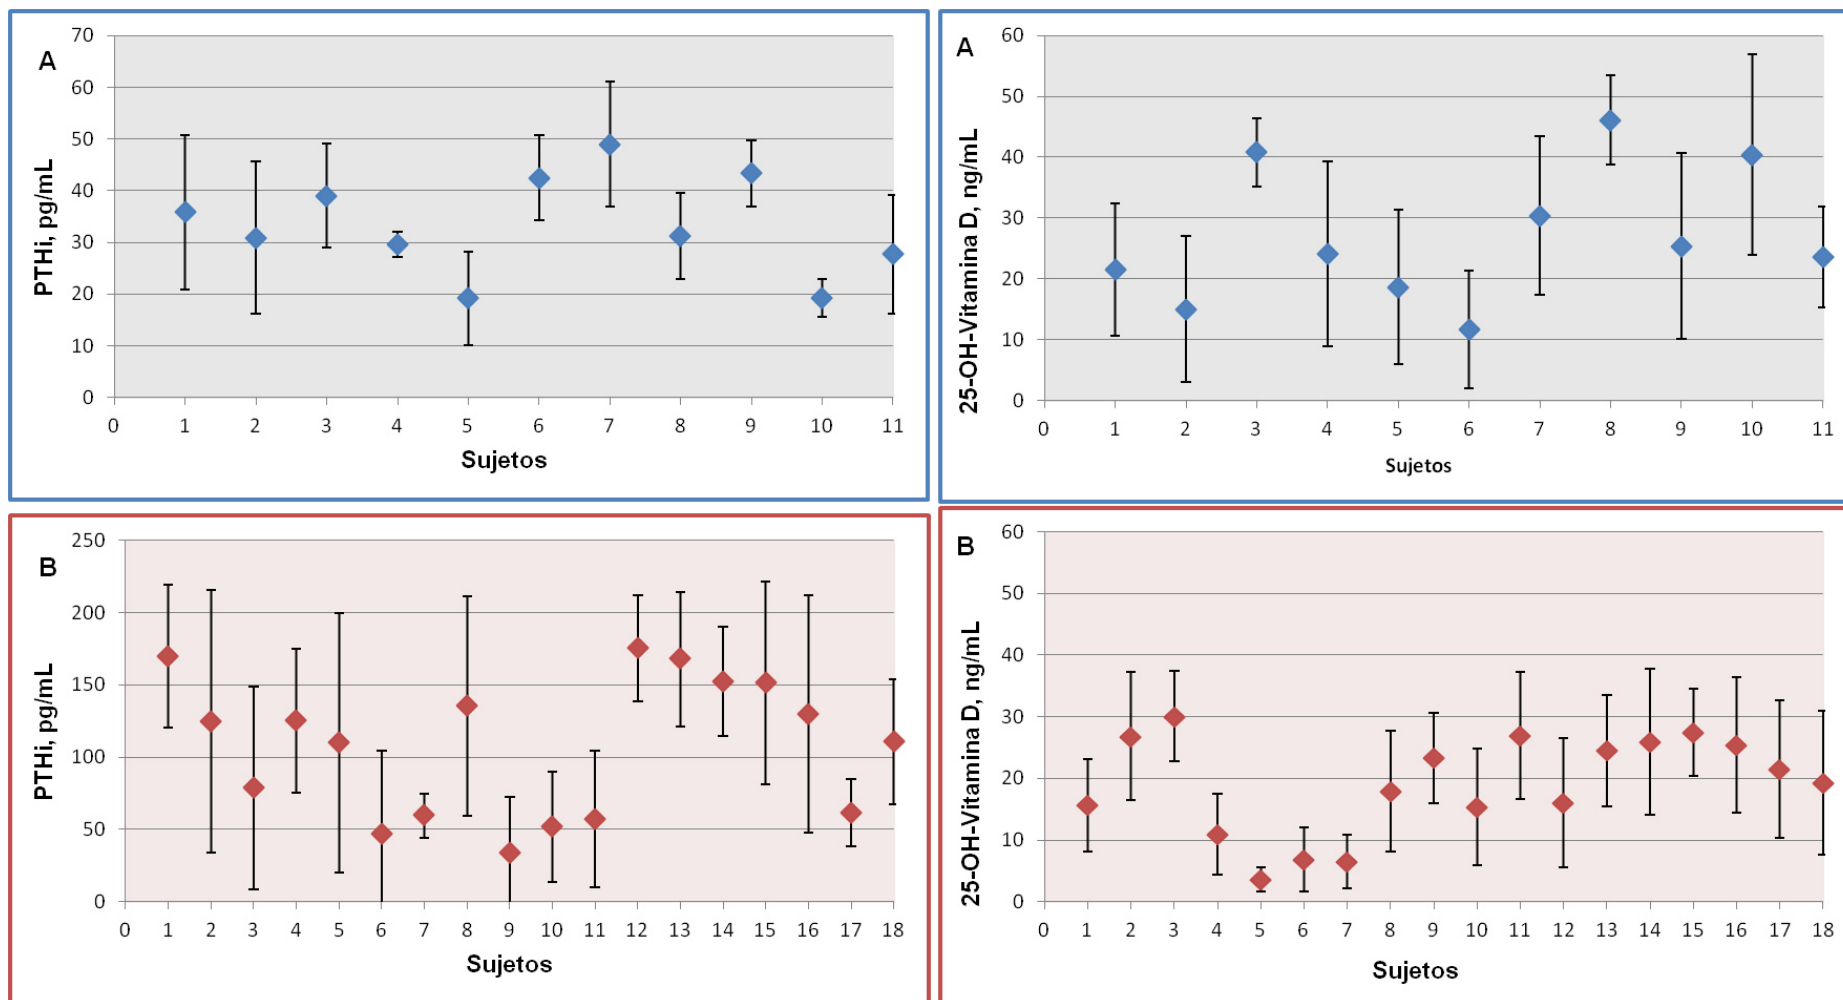 A
PTHi, pg/mL
70
60
50
40
30
20
10
0
0 1 2 3 4 5 6 7 8 9 10 11
Sujetos
A
25-OH-Vitamina D, ng/mL
60
50
40
30
20
10
0
0 1 2 3 4 5 6 7 8 9 10 11
Sujetos
B
PTHi, pg/mL
250
200
150
100
50
0
0 1 2 3 4 5 6 7 8 9 10 11 12 13 14 15 16 17 18
Sujetos
B
25-OH-Vitamina D, ng/mL
60
50
40
30
20
10
0
0 1 2 3 4 5 6 7 8 9 10 11 12 13 14 15 16 17 18
Sujetos